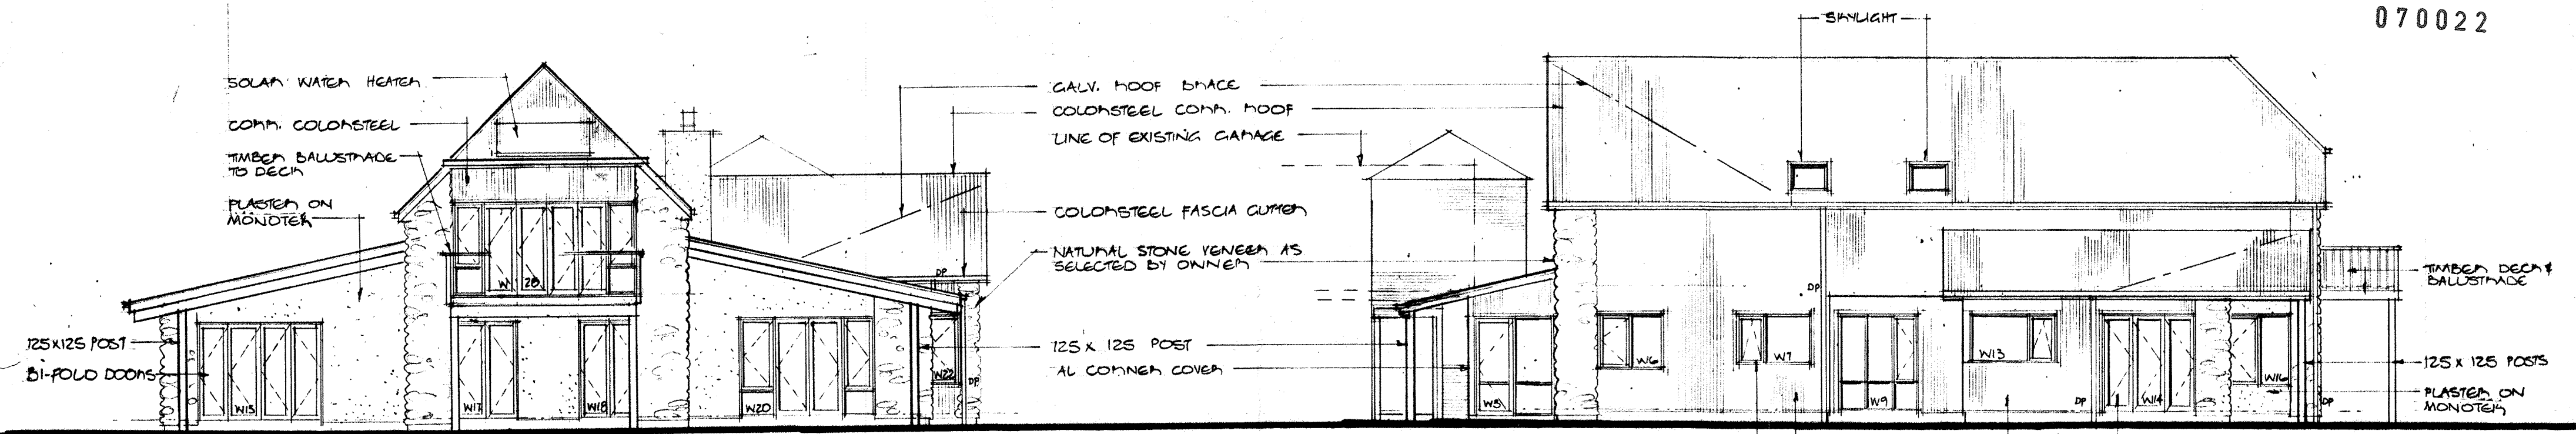 070022
SKYLIGHT
SOLAR WATER HEATER
CORR. COLORSTEEL
TIMBER BALUSTRADE
TO DECK
PLASTER ON
MONOTEK
125x125 POST
BI-FOLD DOORS
W15
W17
W18
W 28
W20
W22
DP
DP
GALV. ROOF BRACE
COLORSTEEL CORR. ROOF
LINE OF EXISTING GARAGE
COLORSTEEL FASCIA GUTTER
NATURAL STONE VENEER AS
SELECTED BY OWNER
125 x 125 POST
AL CORNER COVER
W5
W6
W7
DP
W9
W13
DP
W14
W16
DP
TIMBER DECK &
BALUSTRADE
125 x 125 POSTS
PLASTER ON
MONOTEK